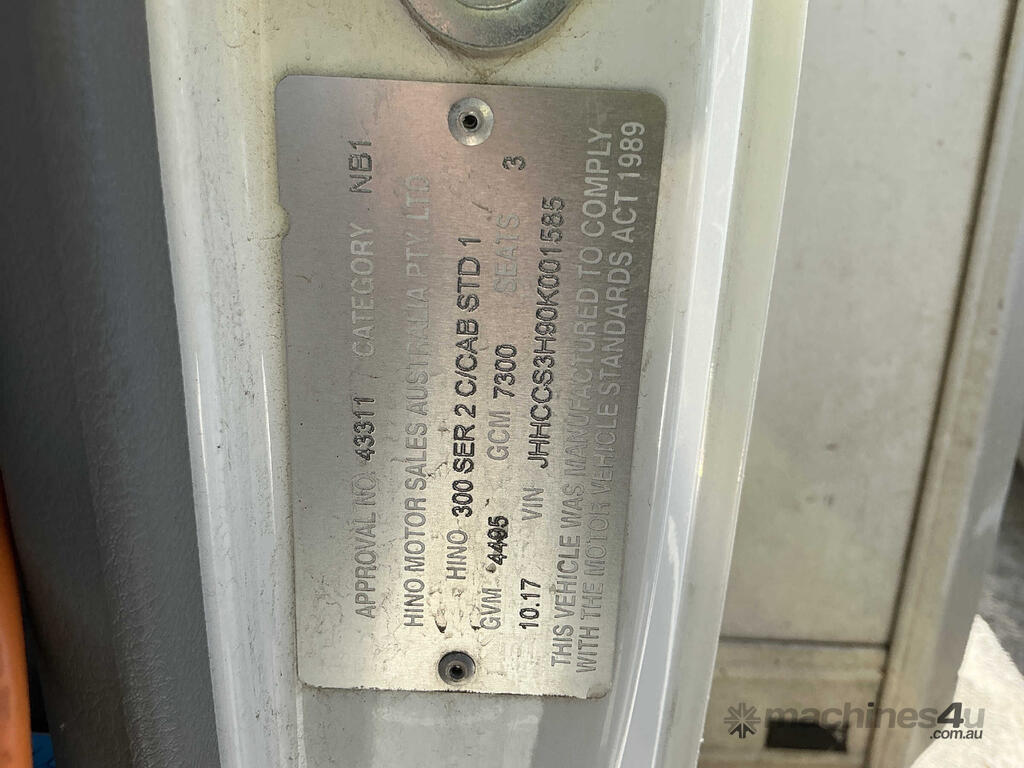 APPROVAL NO. 43311 CATEGORY NB1
HINO MOTOR SALES AUSTRALIA PTY. LTD
HINO 300 SER 2 C/CAB STD 1
GVM 4495 GCM 7300 SEATS 3
10.17 VIN JHHCCS3H90K001585
THIS VEHICLE WAS MANUFACTURED TO COMPLY
WITH THE MOTOR VEHICLE STANDARDS ACT 1989
machines4u
.com.au